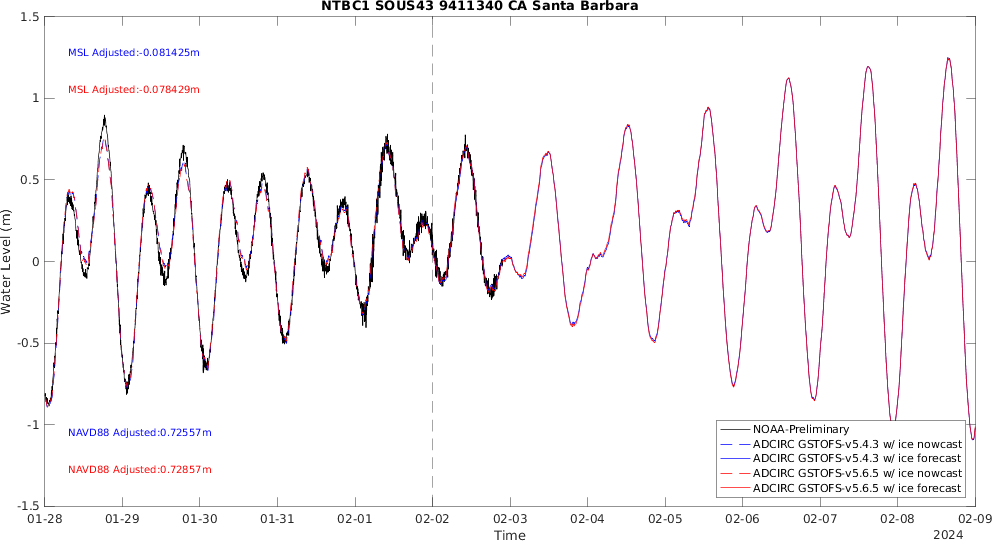 NTBC1 SOUS43 9411340 CA Santa Barbara
1.5
1
0.5
0
-0.5
-1
-1.5
Water Level (m)
MSL Adjusted:-0.081425m
MSL Adjusted:-0.078429m
NAVD88 Adjusted:0.72557m
NAVD88 Adjusted:0.72857m
NOAA-Preliminary
ADCIRC GSTOFS-v5.4.3 w/ ice nowcast
ADCIRC GSTOFS-v5.4.3 w/ ice forecast
ADCIRC GSTOFS-v5.6.5 w/ ice nowcast
ADCIRC GSTOFS-v5.6.5 w/ ice forecast
01-28 01-29 01-30 01-31 02-01 02-02 02-03 02-04 02-05 02-06 02-07 02-08 02-09
Time
2024